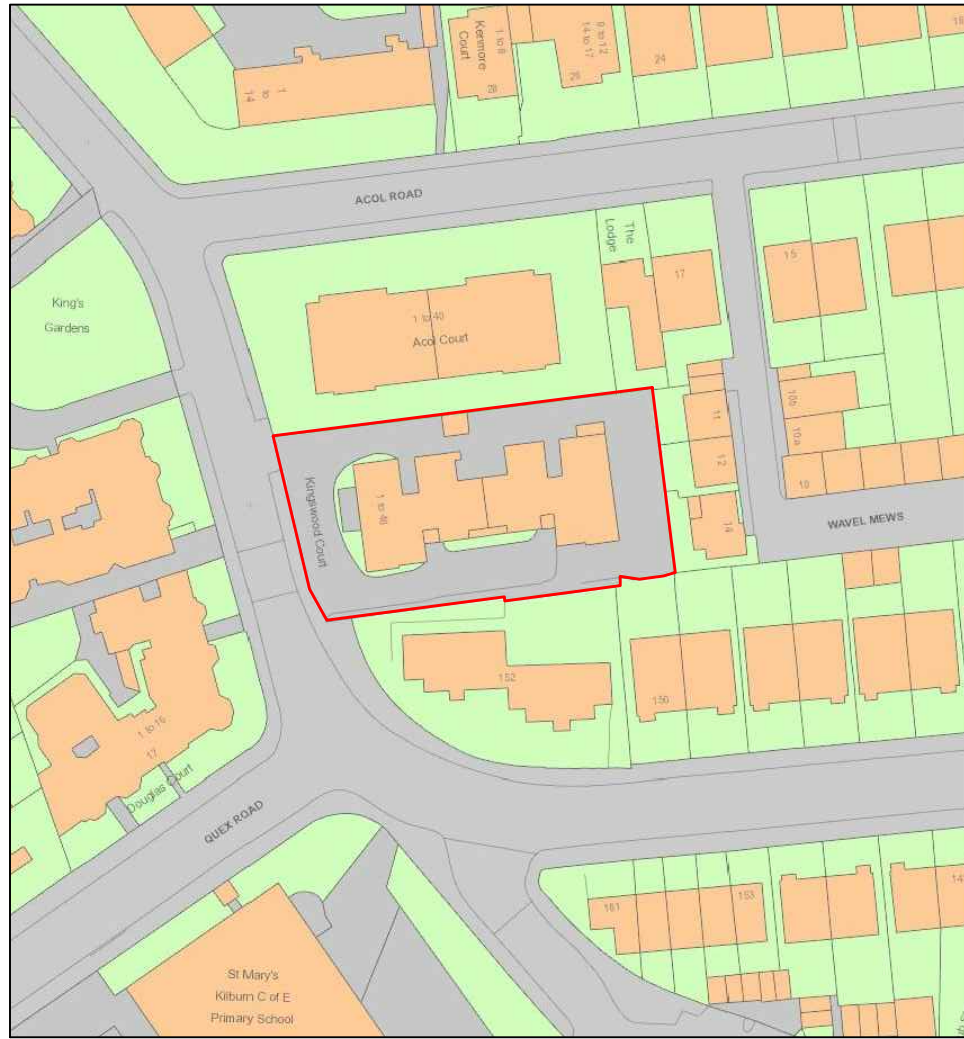 Kenmore
Court
1 to 8
28
9 to 12
14 to 17
26
24
1
to
14
ACOL ROAD
King's
Gardens
The
Lodge
17
15
1 to 40
Acol Court
Kingswood Court
1 to 48
11
12
14
10b
10a
10
WAVEL MEWS
152
150
1 to 16
17
Douglas Court
QUEX ROAD
161
153
St Mary's
Kilburn C of E
Primary School